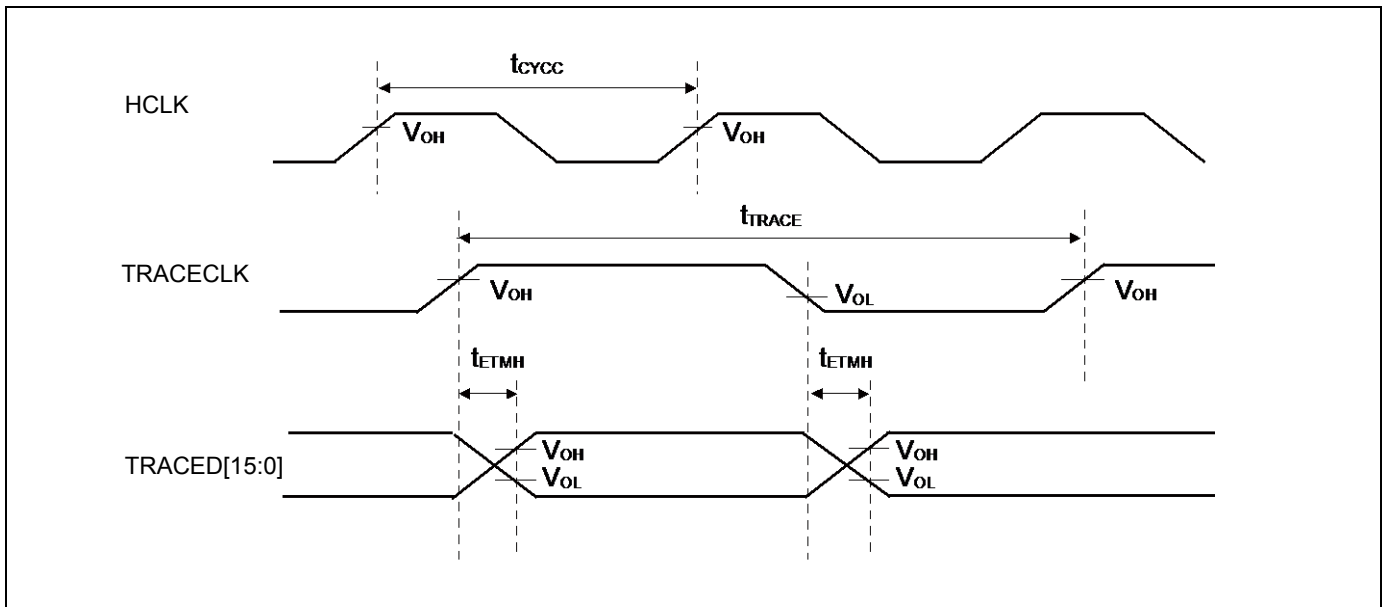 tCYCC
HCLK
VOH VOH
tTRACE
TRACECLK
VOH VOL VOH
tETMH tETMH
TRACED[15:0]
VOH VOH
VOL VOL